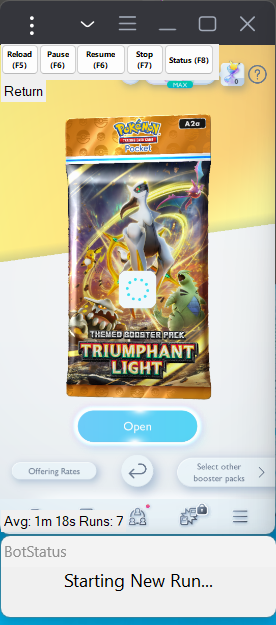 Reload
(F5)
Pause
(F6)
Resume
(F6)
Stop
(F7)
Status (F8)
MAX
0
?
Return
A2a
Pokémon
TRADING CARD GAME
Pocket
THEMED BOOSTER PACK
TRIUMPHANT
LIGHT
Open
Offering Rates
Select other
booster packs
Avg: 1m 18s Runs: 7
BotStatus
Starting New Run...